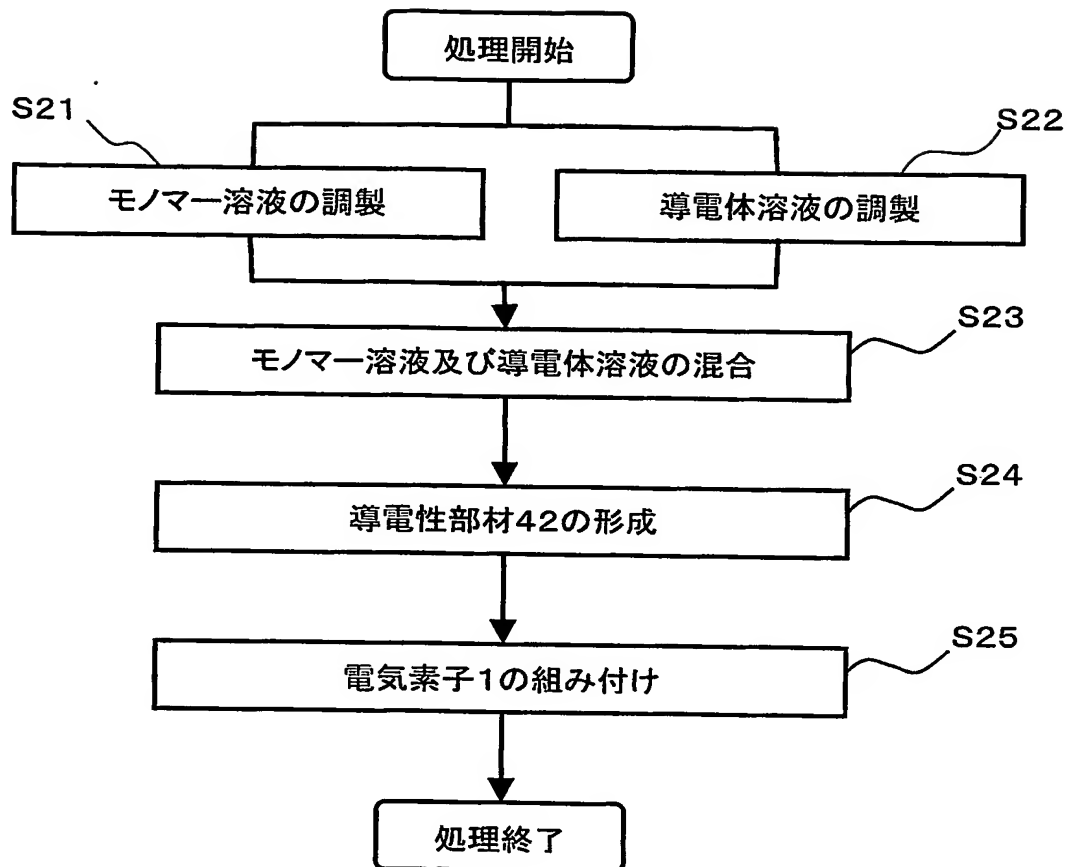 処理開始
S21
S22
モノマー溶液の調製
導電体溶液の調製
S23
モノマー溶液及び導電体溶液の混合
S24
導電性部材42の形成
S25
電気素子1の組み付け
処理終了